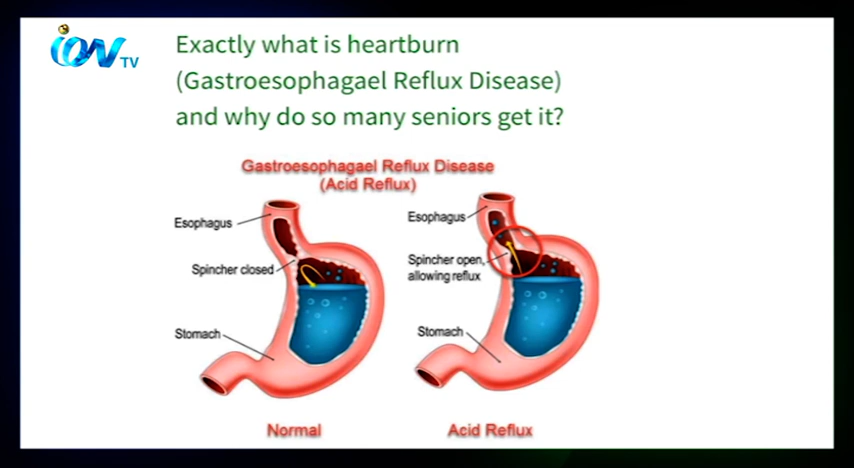 iON TV
Exactly what is heartburn
(Gastroesophagael Reflux Disease)
and why do so many seniors get it?
Gastroesophagael Reflux Disease
(Acid Reflux)
Esophagus
Spincher closed
Stomach
Normal
Esophagus
Spincher open,
allowing reflux
Stomach
Acid Reflux